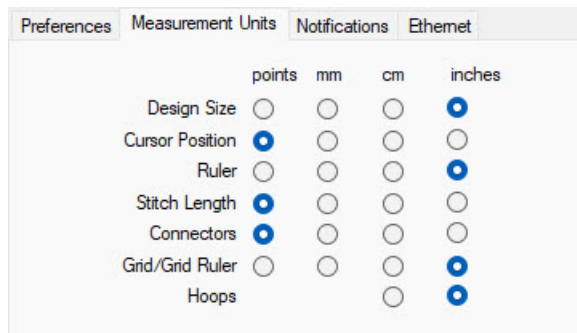 Preferences Measurement Units Notifications Ethernet
points mm cm inches
Design Size
Cursor Position
Ruler
Stitch Length
Connectors
Grid/Grid Ruler
Hoops